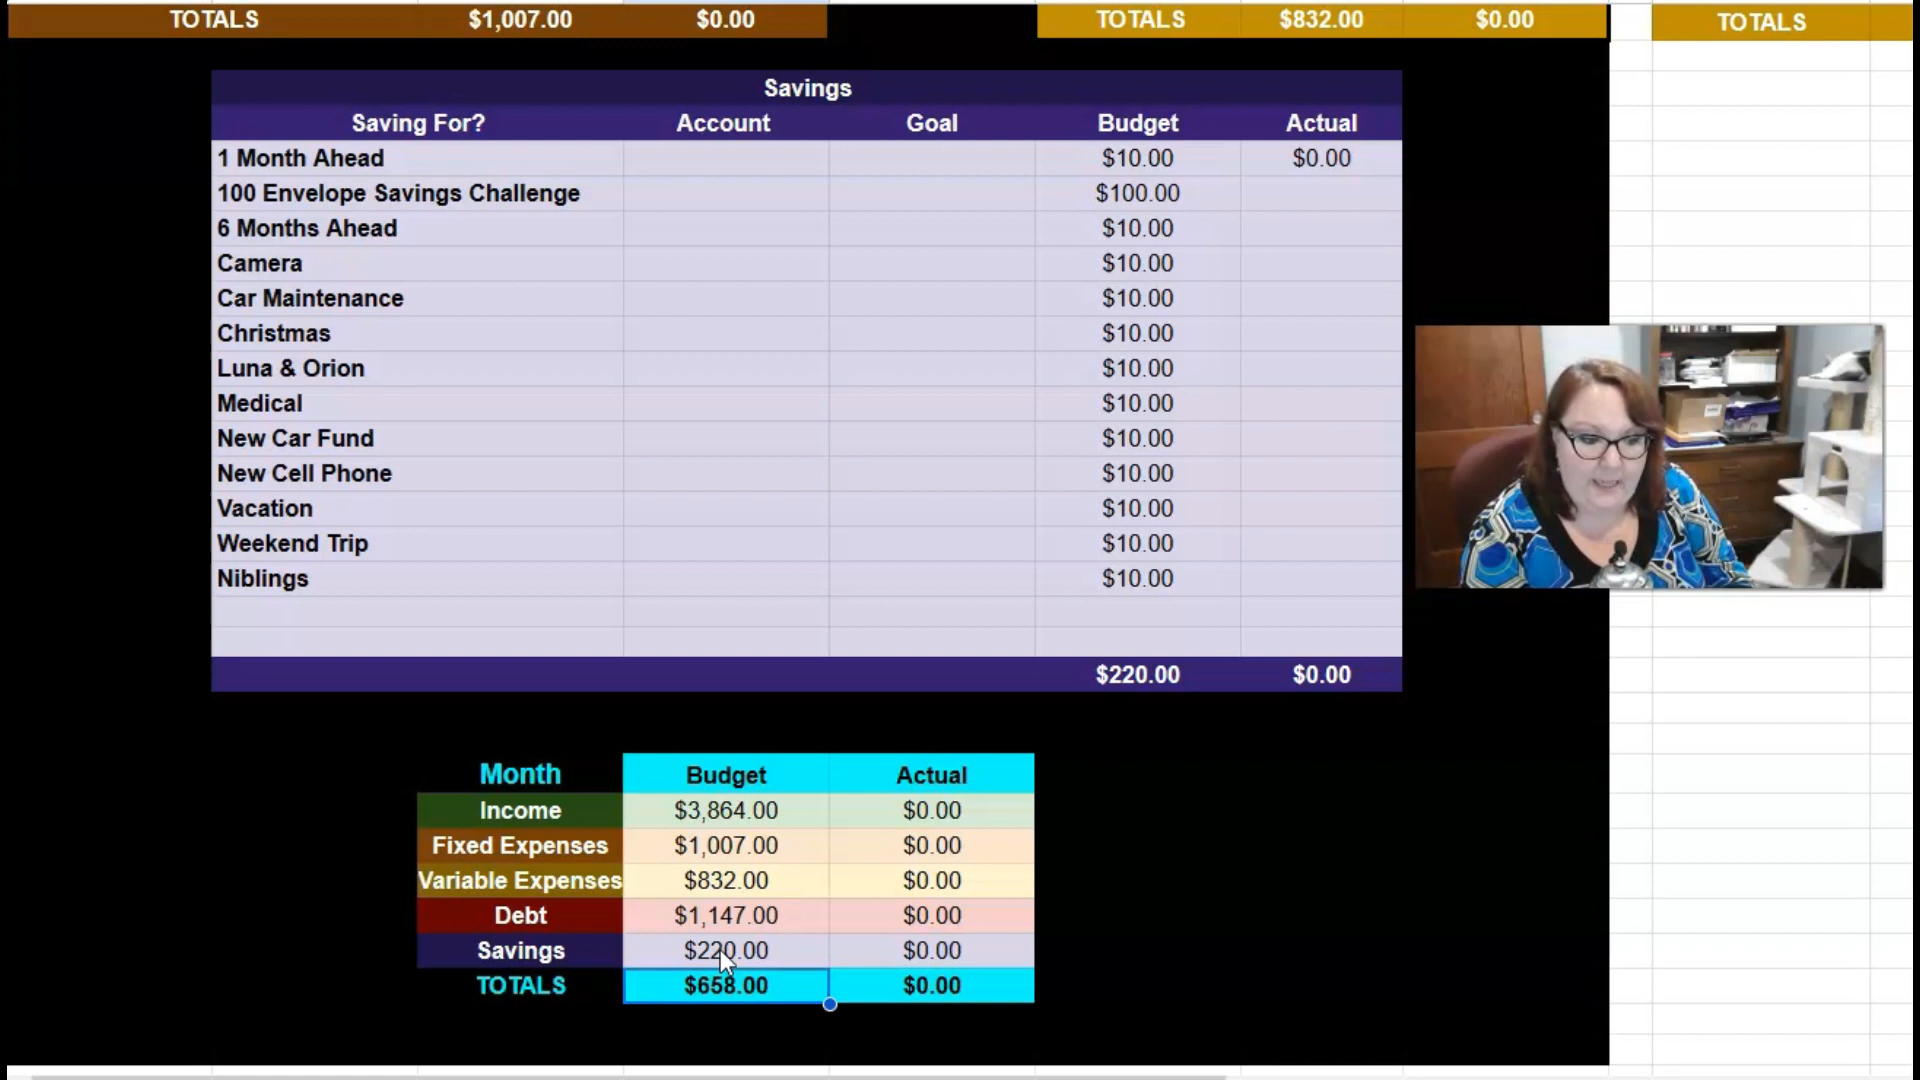 TOTALS $1,007.00 $0.00 TOTALS $832.00 $0.00 TOTALS
Savings
Saving For? Account Goal Budget Actual
1 Month Ahead $10.00 $0.00
100 Envelope Savings Challenge $100.00
6 Months Ahead $10.00
Camera $10.00
Car Maintenance $10.00
Christmas $10.00
Luna & Orion $10.00
Medical $10.00
New Car Fund $10.00
New Cell Phone $10.00
Vacation $10.00
Weekend Trip $10.00
Niblings $10.00
$220.00 $0.00
Month Budget Actual
Income $3,864.00 $0.00
Fixed Expenses $1,007.00 $0.00
Variable Expenses $832.00 $0.00
Debt $1,147.00 $0.00
Savings $220.00 $0.00
TOTALS $658.00 $0.00